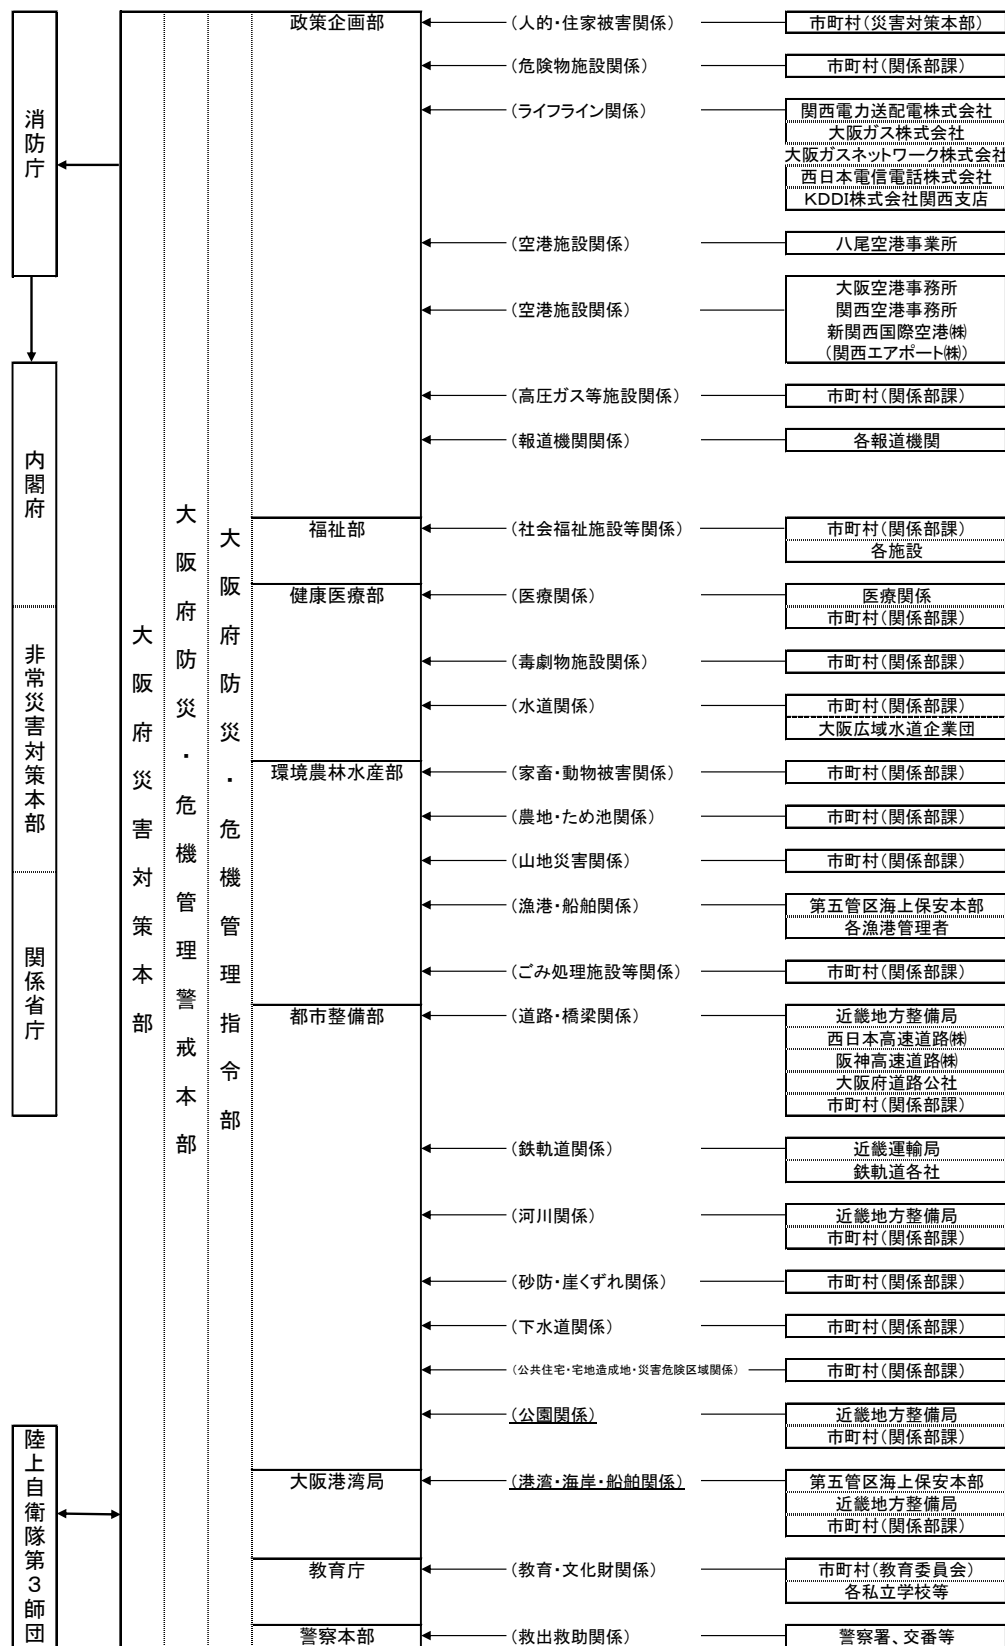 消防庁
内閣府
非常災害対策本部
関係省庁
陸上自衛隊第3師団
大阪府災害対策本部
大阪府防災・危機管理警戒本部
大阪府防災・危機管理指令部
政策企画部
(人的・住家被害関係)
市町村(災害対策本部)
(危険物施設関係)
市町村(関係部課)
(ライフライン関係)
関西電力送配電株式会社
大阪ガス株式会社
大阪ガスネットワーク株式会社
西日本電信電話株式会社
KDDI株式会社関西支店
(空港施設関係)
八尾空港事業所
(空港施設関係)
大阪空港事務所
関西空港事務所
新関西国際空港㈱
(関西エアポート㈱)
(高圧ガス等施設関係)
市町村(関係部課)
(報道機関関係)
各報道機関
福祉部
(社会福祉施設等関係)
市町村(関係部課)
各施設
健康医療部
(医療関係)
医療関係
市町村(関係部課)
(毒劇物施設関係)
市町村(関係部課)
(水道関係)
市町村(関係部課)
大阪広域水道企業団
環境農林水産部
(家畜・動物被害関係)
市町村(関係部課)
(農地・ため池関係)
市町村(関係部課)
(山地災害関係)
市町村(関係部課)
(漁港・船舶関係)
第五管区海上保安本部
各漁港管理者
(ごみ処理施設等関係)
市町村(関係部課)
都市整備部
(道路・橋梁関係)
近畿地方整備局
西日本高速道路㈱
阪神高速道路㈱
大阪府道路公社
市町村(関係部課)
(鉄軌道関係)
近畿運輸局
鉄軌道各社
(河川関係)
近畿地方整備局
市町村(関係部課)
(砂防・崖くずれ関係)
市町村(関係部課)
(下水道関係)
市町村(関係部課)
(公共住宅・宅地造成地・災害危険区域関係)
市町村(関係部課)
(公園関係)
近畿地方整備局
市町村(関係部課)
大阪港湾局
(港湾・海岸・船舶関係)
第五管区海上保安本部
近畿地方整備局
市町村(関係部課)
教育庁
(教育・文化財関係)
市町村(教育委員会)
各私立学校等
警察本部
(救出救助関係)
警察署、交番等